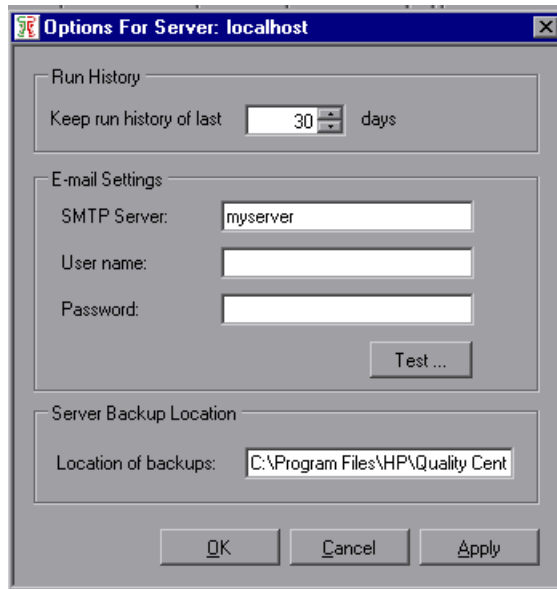 Options For Server: localhost
Run History
Keep run history of last 30 days
E-mail Settings
SMTP Server: myserver
User name:
Password:
Test ...
Server Backup Location
Location of backups: C:\Program Files\HP\Quality Cent
OK Cancel Apply